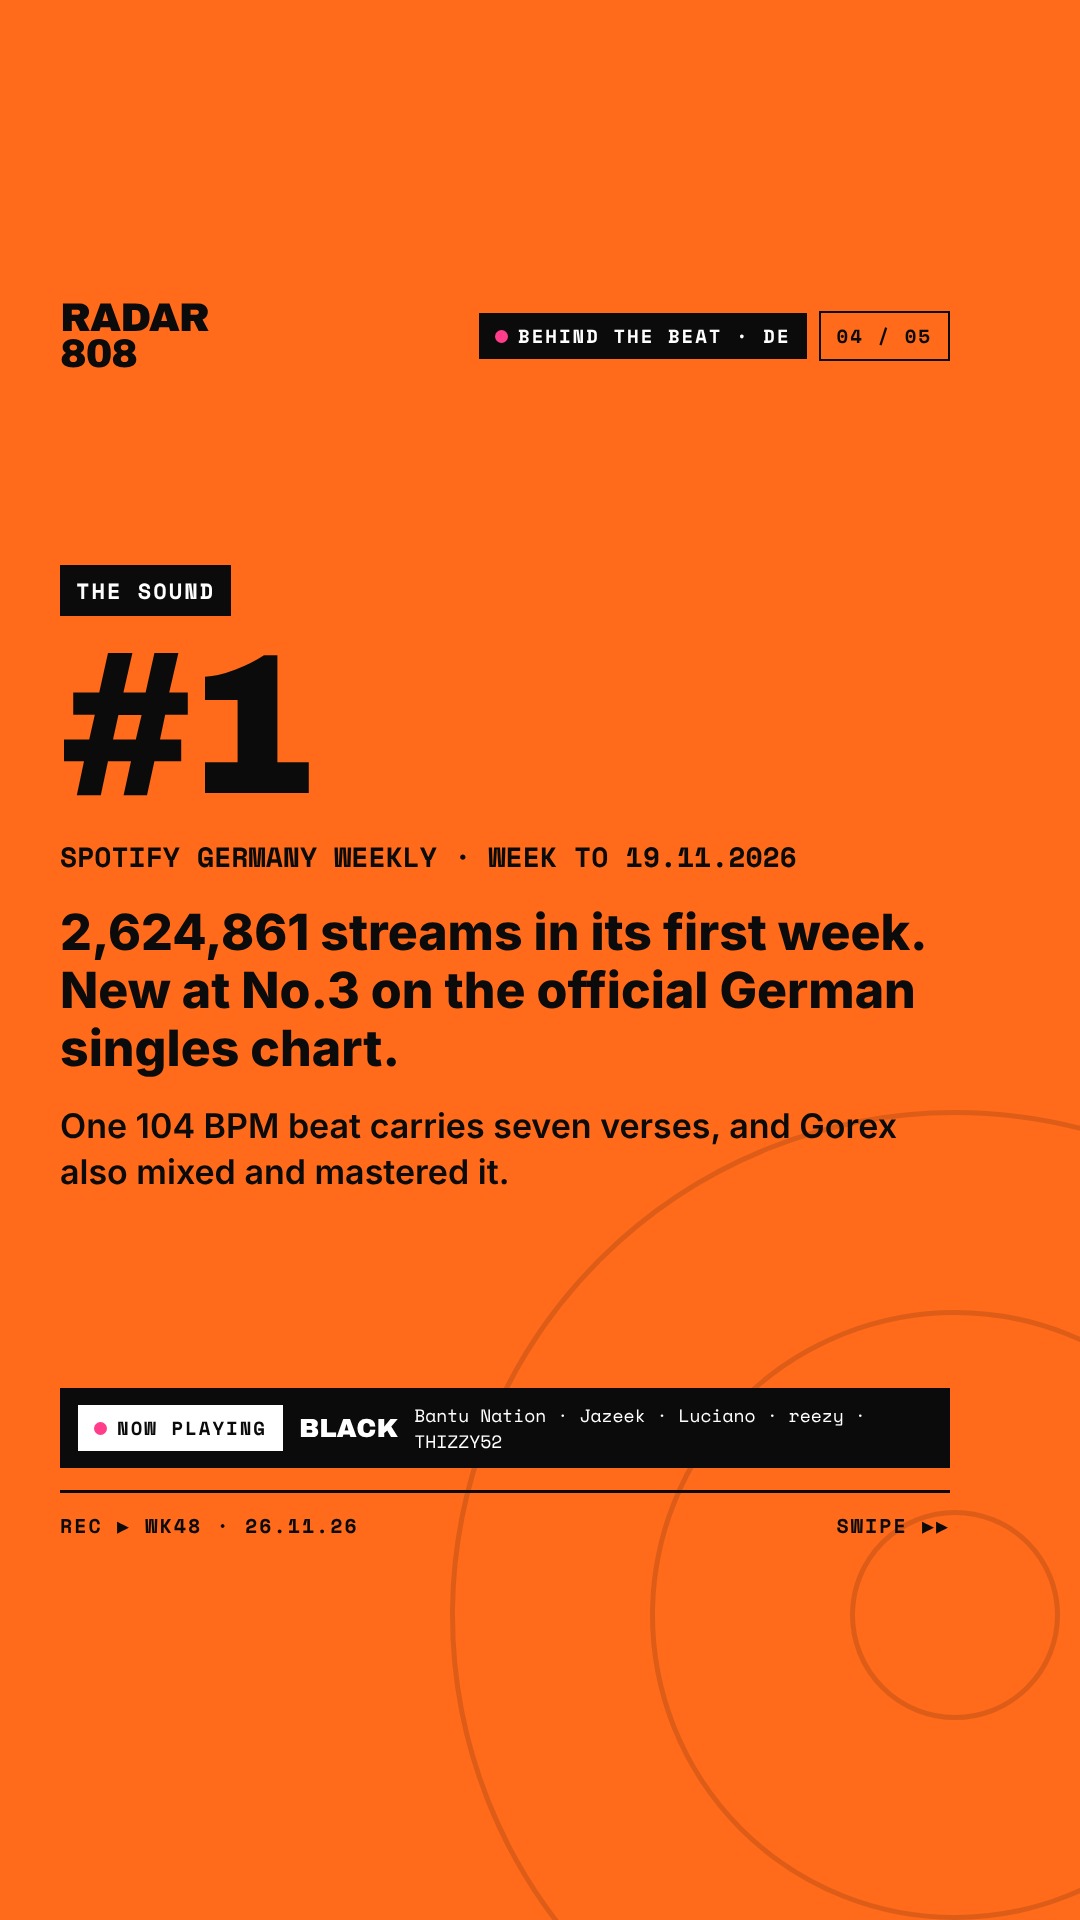 RADAR
808
BEHIND THE BEAT · DE
04 / 05
THE SOUND
#1
SPOTIFY GERMANY WEEKLY · WEEK TO 19.11.2026
2,624,861 streams in its first week.
New at No.3 on the official German
singles chart.
One 104 BPM beat carries seven verses, and Gorex
also mixed and mastered it.
NOW PLAYING
BLACK
Bantu Nation · Jazeek · Luciano · reezy ·
THIZZY52
REC ▶ WK48 · 26.11.26
SWIPE ▶▶